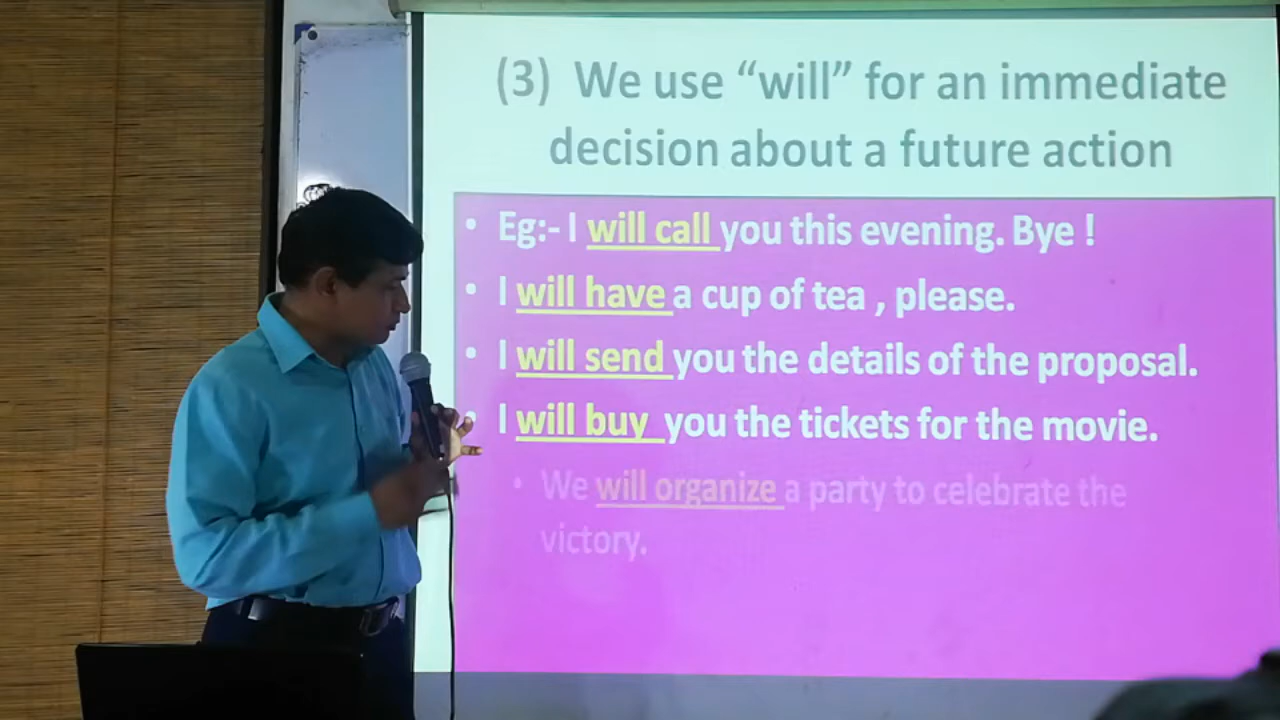 (3) We use “will” for an immediate
decision about a future action
• Eg:- I will call you this evening. Bye !
• I will have a cup of tea , please.
• I will send you the details of the proposal.
• I will buy you the tickets for the movie.
• We will organize a party to celebrate the
victory.